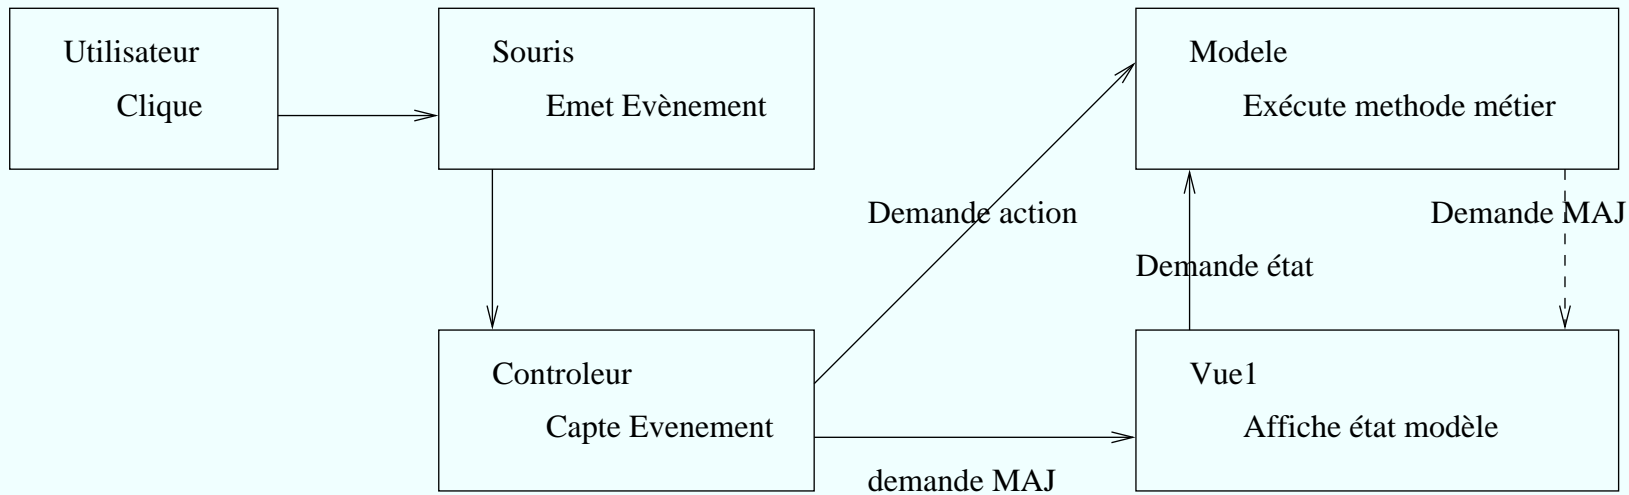 Utilisateur
Clique
Souris
Emet Evènement
Modele
Exécute methode métier
Demande action
Demande MAJ
Demande état
Controleur
Capte Evenement
Vue1
Affiche état modèle
demande MAJ